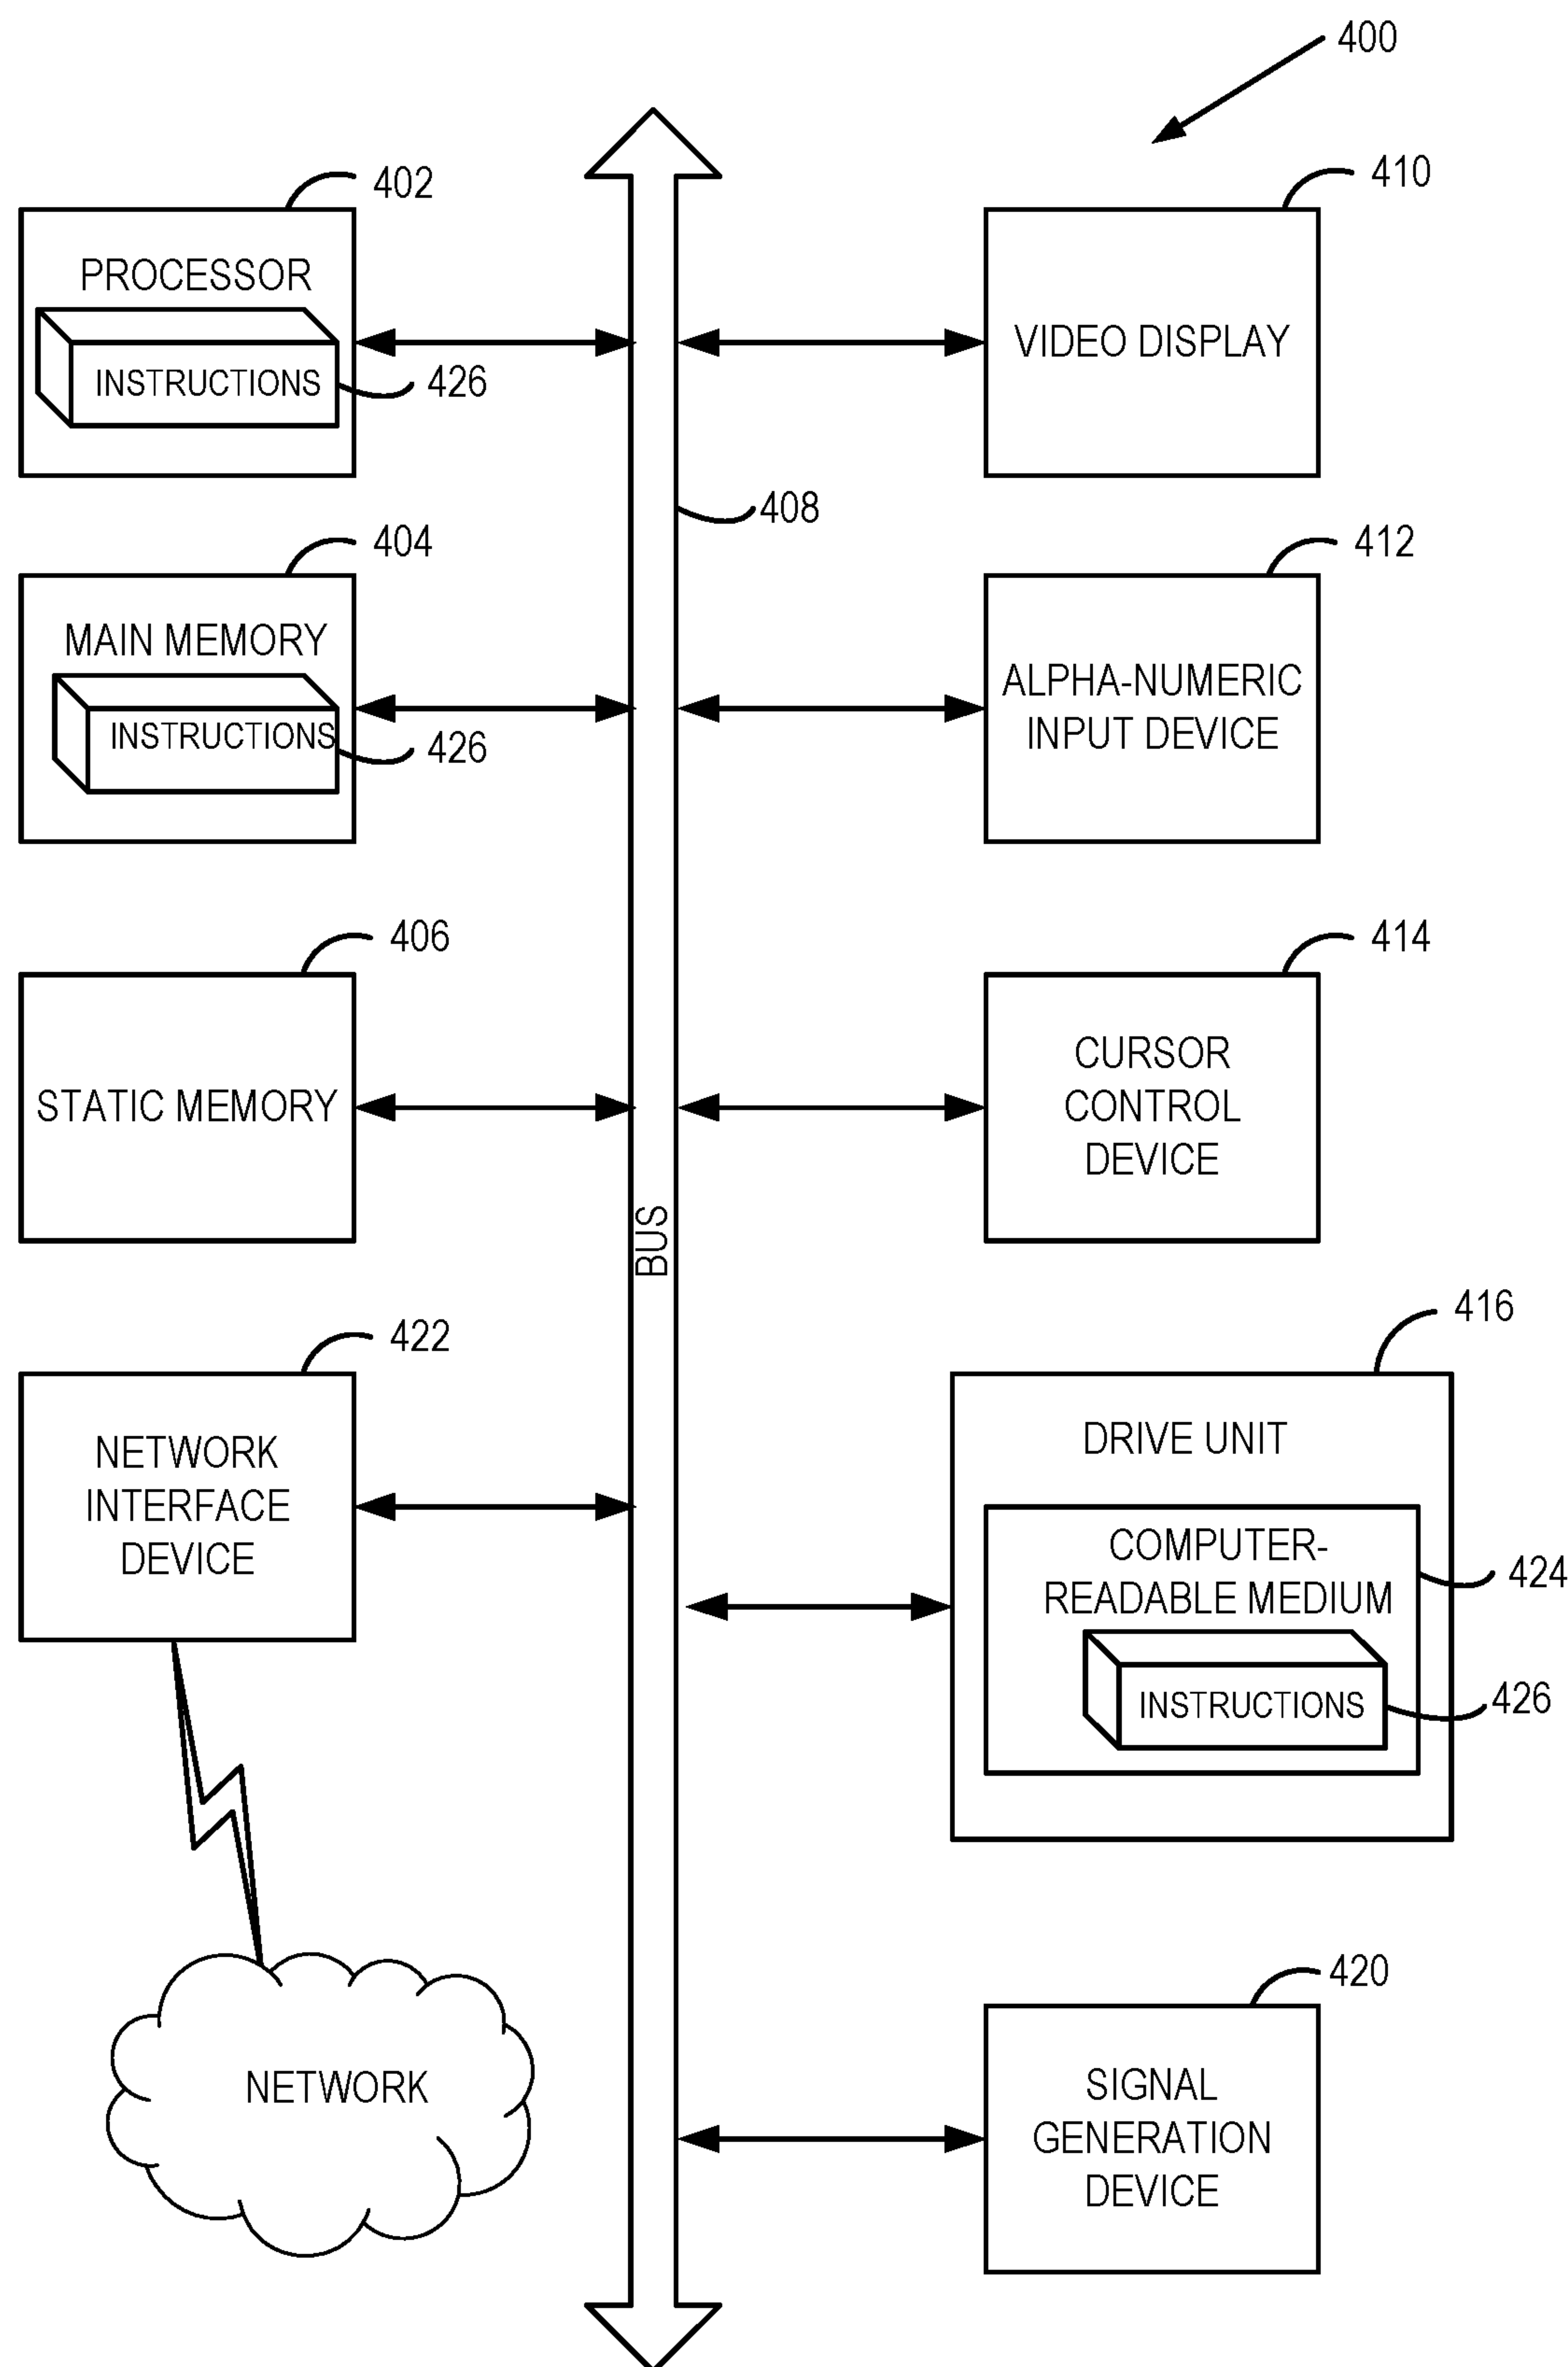 400
402
PROCESSOR
INSTRUCTIONS
426
410
VIDEO DISPLAY
408
404
MAIN MEMORY
INSTRUCTIONS
426
412
ALPHA-NUMERIC
INPUT DEVICE
406
STATIC MEMORY
414
CURSOR
CONTROL
DEVICE
BUS
422
NETWORK
INTERFACE
DEVICE
416
DRIVE UNIT
COMPUTER-
READABLE MEDIUM
424
INSTRUCTIONS
426
NETWORK
420
SIGNAL
GENERATION
DEVICE